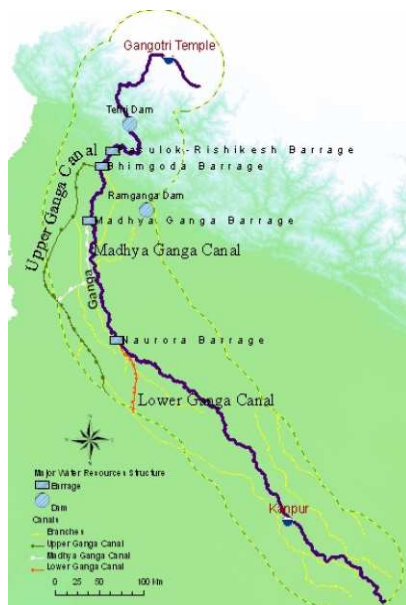 Gangotri Temple
Tehri Dam
Pasulok-Rishikesh Barrage
Bhimgoda Barrage
Upper Ganga Canal
Ramganga Dam
Madhya Ganga Barrage
Madhya Ganga Canal
Ganga
Naurora Barrage
Lower Ganga Canal
Kanpur
Major Water Resources Structure
Barrage
Dam
Canals
Branches
Upper Ganga Canal
Madhya Ganga Canal
Lower Ganga Canal
0 25 50 100 Km